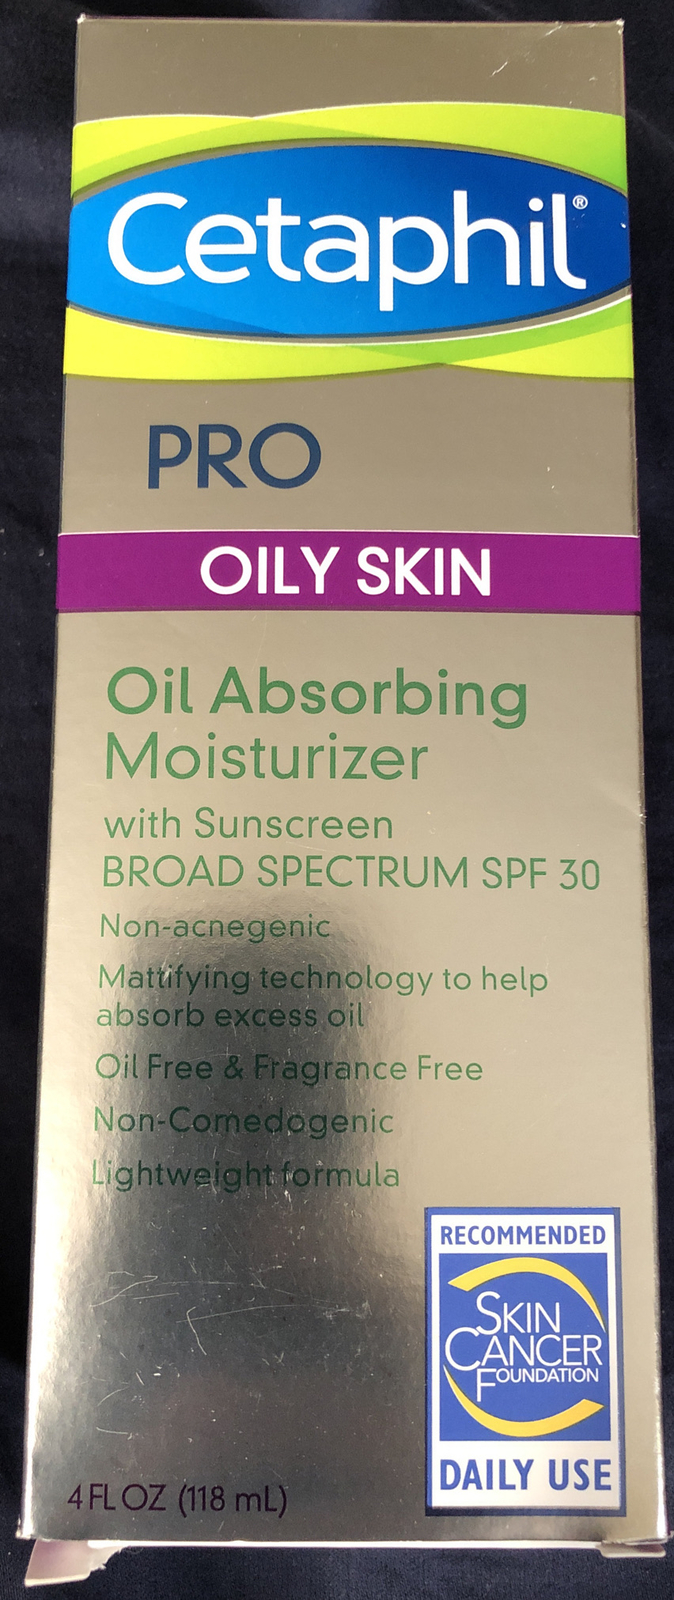 Cetaphil®
PRO
OILY SKIN
Oil Absorbing
Moisturizer
with Sunscreen
BROAD SPECTRUM SPF 30
Non-acnegenic
Mattifying technology to help
absorb excess oil
Oil Free & Fragrance Free
Non-Comedogenic
Lightweight formula
RECOMMENDED
SKIN
CANCER
FOUNDATION
DAILY USE
4 FL OZ (118 mL)